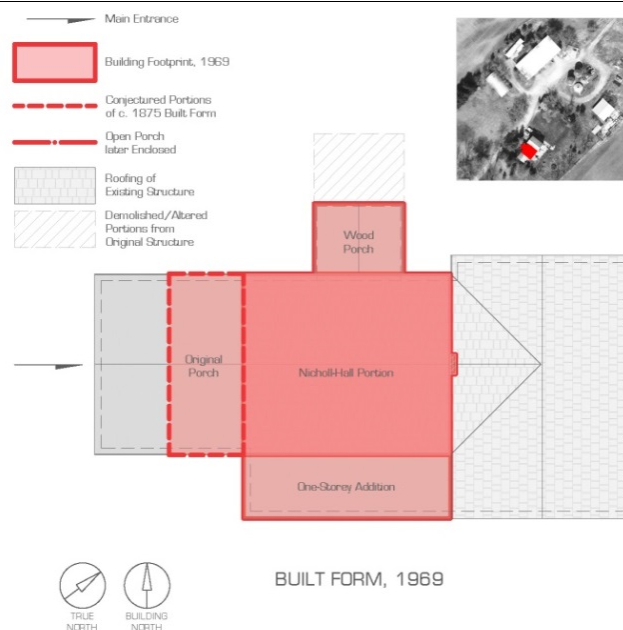 Main Entrance
Building Footprint, 1969
Conjectured Portions
of c. 1875 Built Form
Open Porch
later Enclosed
Roofing of
Existing Structure
Demolished/Altered
Portions from
Original Structure
Wood
Porch
Original
Porch
Nicholl-Hall Portion
One-Storey Addition
BUILT FORM, 1969
TRUE
NORTH
BUILDING
NORTH